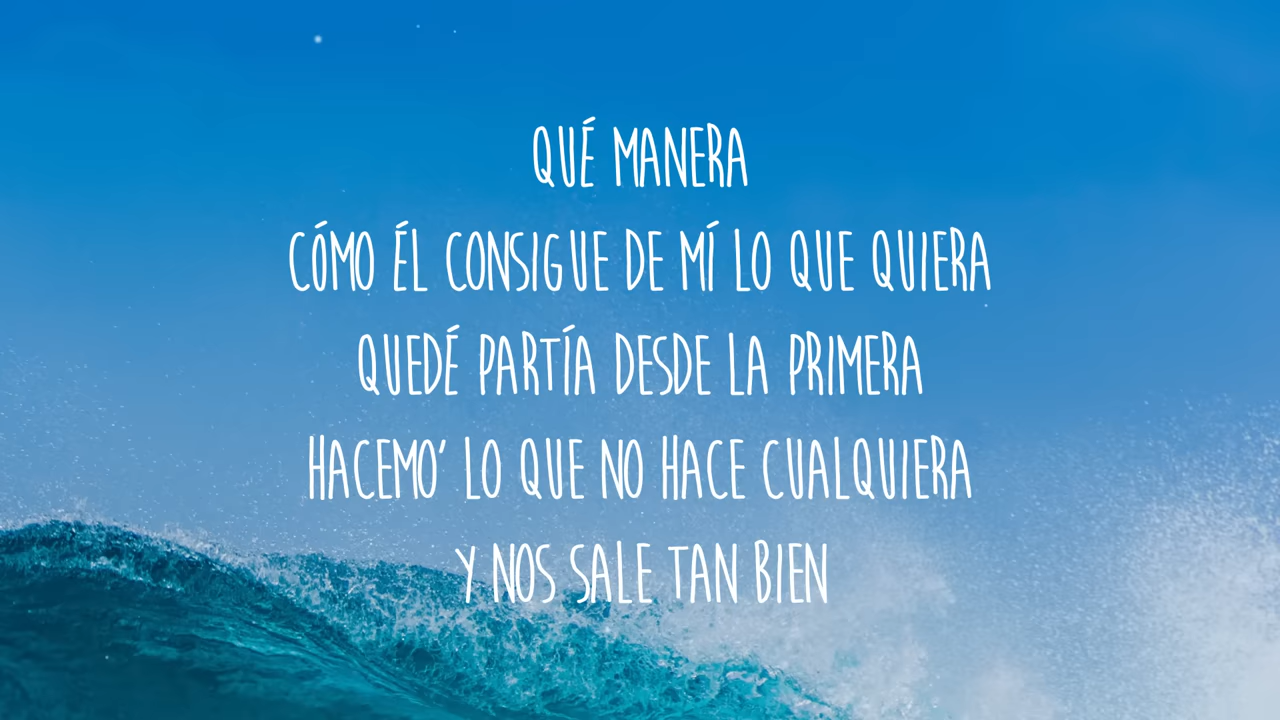 QUÉ MANERA
CÓMO ÉL CONSIGUE DE MÍ LO QUE QUIERA
QUEDÉ PARTÍA DESDE LA PRIMERA
HACEMO' LO QUE NO HACE CUALQUIERA
Y NOS SALE TAN BIEN